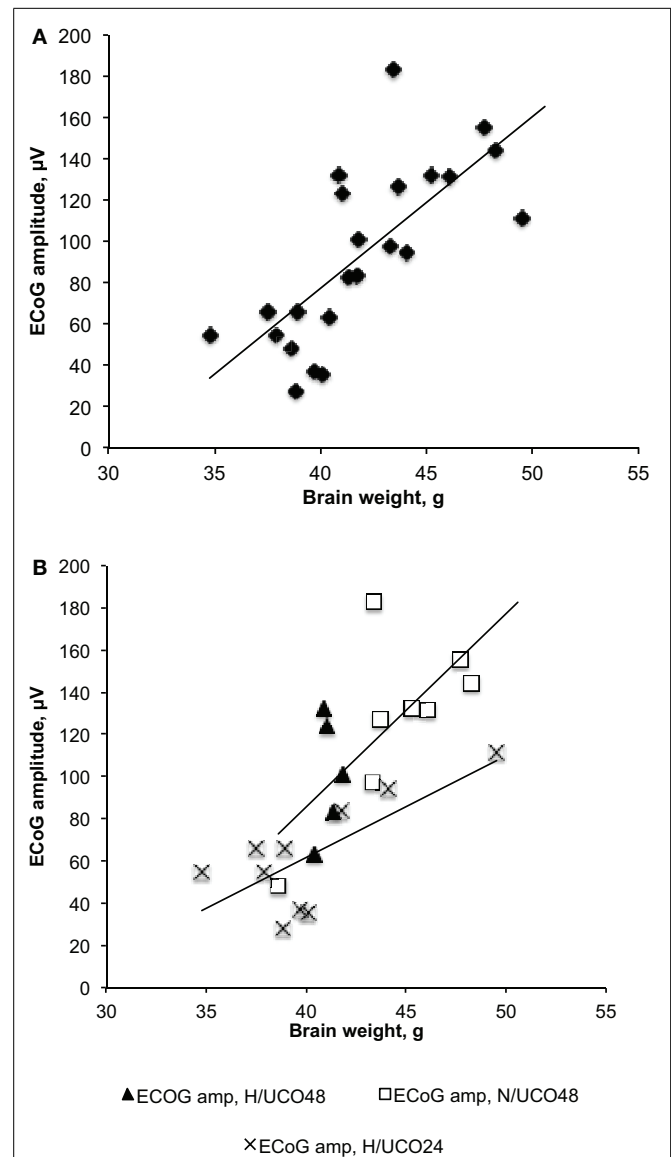 A
200
180
160
140
120
100
80
60
40
20
0
ECoG amplitude, µV
30 35 40 45 50 55
Brain weight, g
B
200
180
160
140
120
100
80
60
40
20
0
ECoG amplitude, µV
30 35 40 45 50 55
Brain weight, g
ECOG amp, H/UCO48 ECoG amp, N/UCO48
ECoG amp, H/UCO24